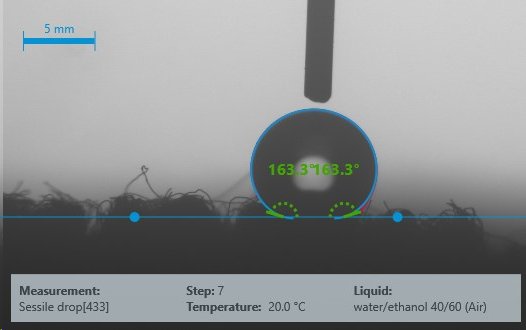 5 mm
163.3° 163.3°
Measurement: Step: 7 Liquid:
Sessile drop[433] Temperature: 20.0 °C water/ethanol 40/60 (Air)